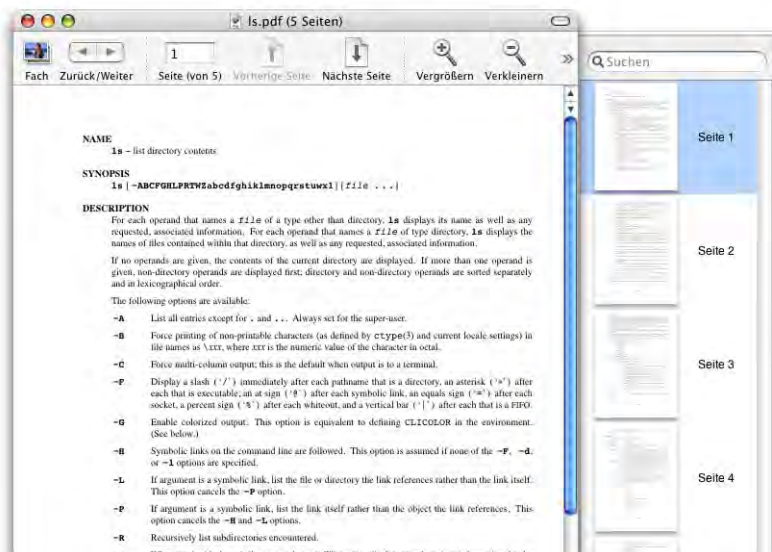 ls.pdf (5 Seiten)
1
Fach Zurück/Weiter Seite (von 5) Vorherige Seite Nächste Seite Vergrößern Verkleinern
NAME
ls – list directory contents
SYNOPSIS
ls [-ABCFGHLPRTWZabcdfghiklmnopqrstuwx1] [file ...]
DESCRIPTION
For each operand that names a file of a type other than directory, ls displays its name as well as any
requested, associated information. For each operand that names a file of type directory, ls displays the
names of files contained within that directory, as well as any requested, associated information.
If no operands are given, the contents of the current directory are displayed. If more than one operand is
given, non-directory operands are displayed first; directory and non-directory operands are sorted separately
and in lexicographical order.
The following options are available:
-A List all entries except for . and ... Always set for the super-user.
-B Force printing of non-printable characters (as defined by ctype(3) and current locale settings) in
file names as \xxx, where xxx is the numeric value of the character in octal.
-C Force multi-column output; this is the default when output is to a terminal.
-F Display a slash ('/') immediately after each pathname that is a directory, an asterisk ('*') after
each that is executable, an at sign ('@') after each symbolic link, an equals sign ('=') after each
socket, a percent sign ('%') after each whiteout, and a vertical bar ('|') after each that is a FIFO.
-G Enable colorized output. This option is equivalent to defining CLICOLOR in the environment.
(See below.)
-H Symbolic links on the command line are followed. This option is assumed if none of the -F, -d,
or -l options are specified.
-L If argument is a symbolic link, list the file or directory the link references rather than the link itself.
This option cancels the -P option.
-P If argument is a symbolic link, list the link itself rather than the object the link references. This
option cancels the -H and -L options.
-R Recursively list subdirectories encountered.
Suchen
Seite 1
Seite 2
Seite 3
Seite 4